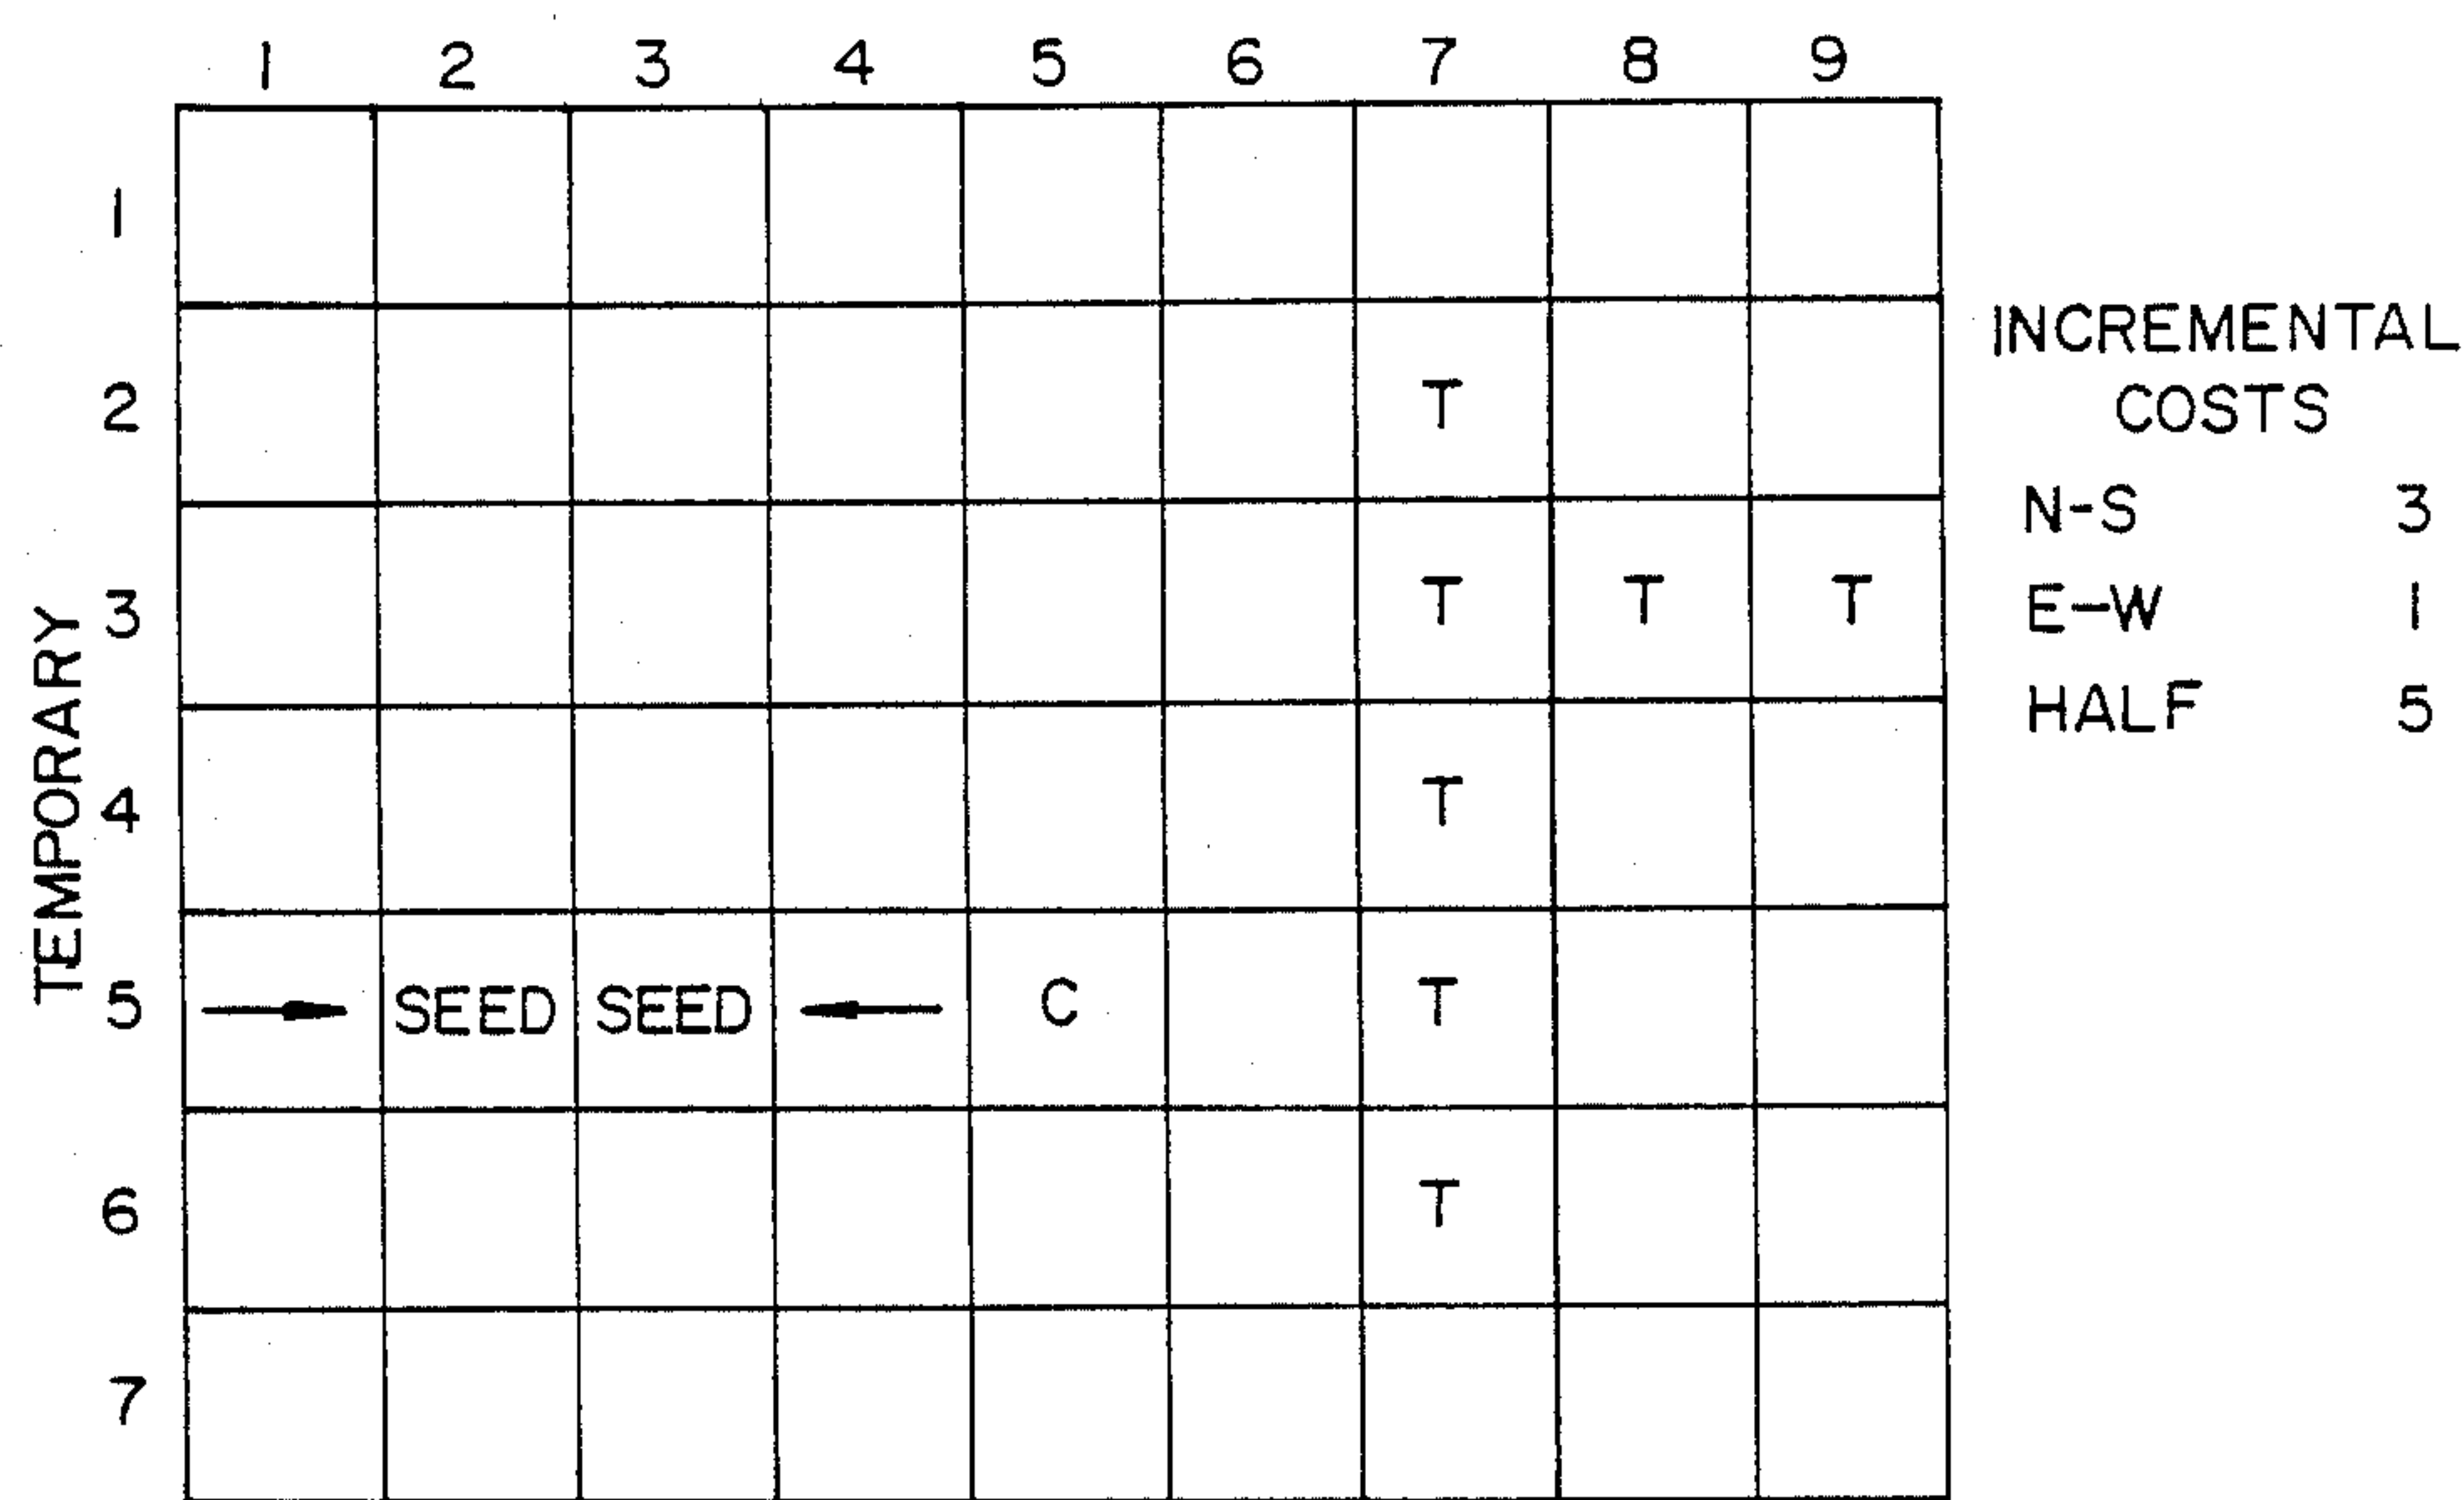 1 2 3 4 5 6 7 8 9
1
2 T
3 T T T
4 T
5 SEED SEED C T
6 T
7
TEMPORARY
INCREMENTAL
COSTS
N-S 3
E-W 1
HALF 5